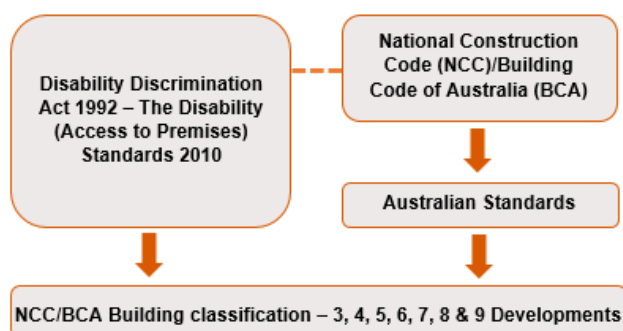 Disability Discrimination
Act 1992 – The Disability
(Access to Premises)
Standards 2010
National Construction
Code (NCC)/Building
Code of Australia (BCA)
Australian Standards
NCC/BCA Building classification – 3, 4, 5, 6, 7, 8 & 9 Developments